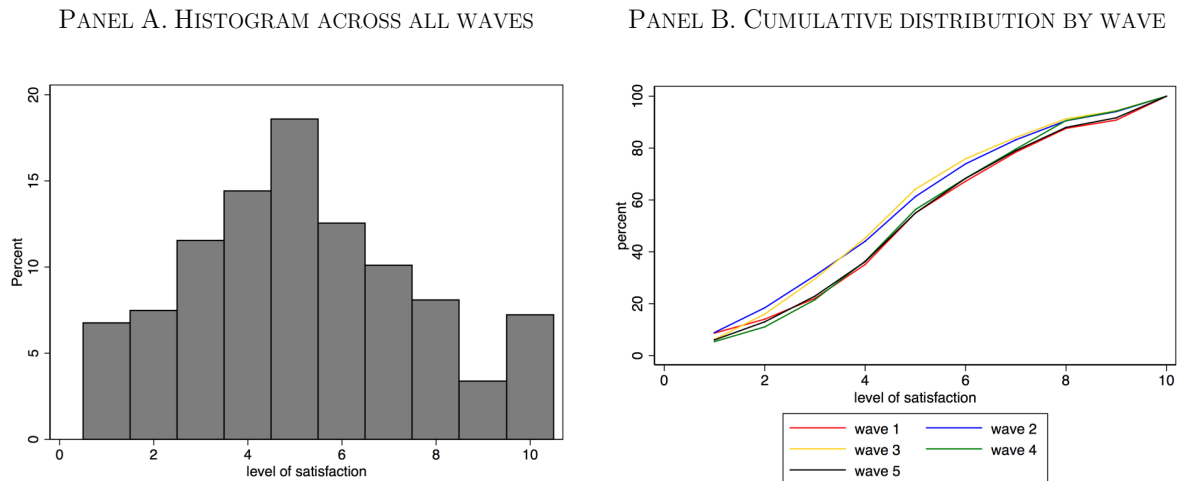 PANEL A. HISTOGRAM ACROSS ALL WAVES
20
15
10
5
0
Percent
0 2 4 6 8 10
level of satisfaction
PANEL B. CUMULATIVE DISTRIBUTION BY WAVE
100
80
60
40
20
0
percent
0 2 4 6 8 10
level of satisfaction
wave 1 wave 2
wave 3 wave 4
wave 5